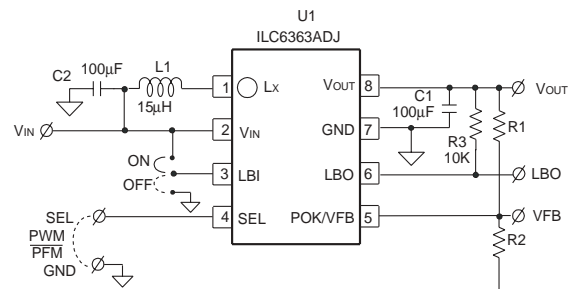 U1
ILC6363ADJ
C2
100µF
L1
15µH
1
LX
VOUT
8
VOUT
C1
100µF
R3
10K
R1
VIN
2
VIN
GND
7
ON
OFF
3
LBI
LBO
6
LBO
SEL
4
SEL
POK/VFB
5
VFB
PWM
PFM
GND
R2